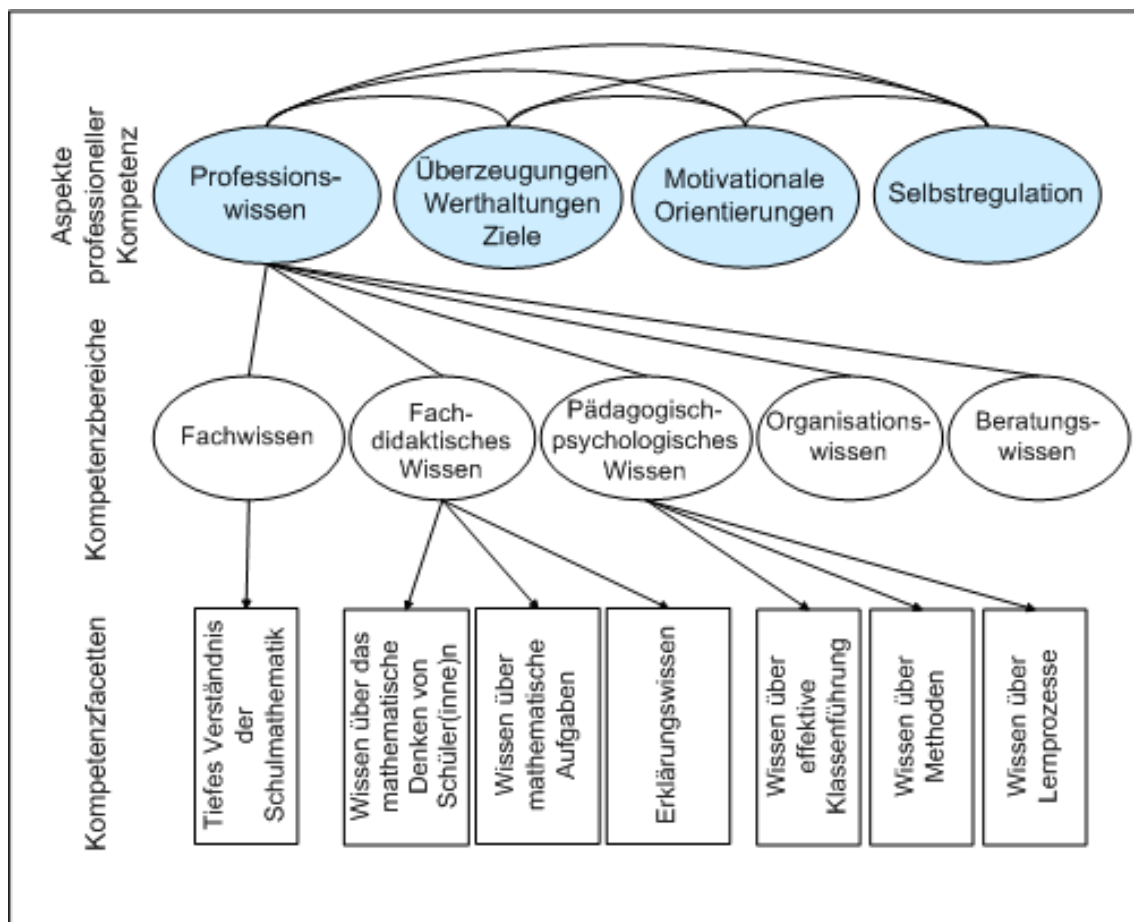 Aspekte
professioneller
Kompetenz
Professions-
wissen
Überzeugungen
Werthaltungen
Ziele
Motivationale
Orientierungen
Selbstregulation
Kompetenzbereiche
Fachwissen
Fach-
didaktisches
Wissen
Pädagogisch-
psychologisches
Wissen
Organisations-
wissen
Beratungs-
wissen
Kompetenzfacetten
Tiefes Verständnis
der
Schulmathematik
Wissen über das
mathematische
Denken von
Schüler(inne)n
Wissen über
mathematische
Aufgaben
Erklärungswissen
Wissen über
effektive
Klassenführung
Wissen über
Methoden
Wissen über
Lernprozesse